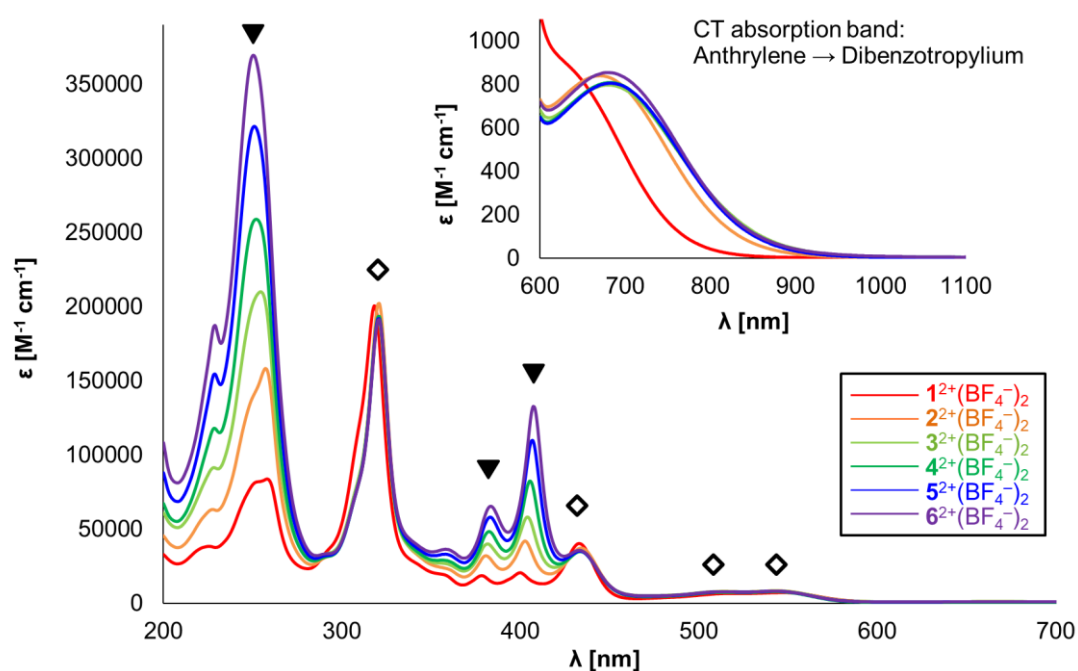 350000
300000
250000
200000
150000
100000
50000
0
ε [M⁻¹ cm⁻¹]
200
300
400
500
600
700
λ [nm]
CT absorption band:
Anthrylene → Dibenzotropylium
1000
800
600
400
200
0
ε [M⁻¹ cm⁻¹]
600
700
800
900
1000
1100
λ [nm]
1²⁺(BF₄⁻)₂
2²⁺(BF₄⁻)₂
3²⁺(BF₄⁻)₂
4²⁺(BF₄⁻)₂
5²⁺(BF₄⁻)₂
6²⁺(BF₄⁻)₂